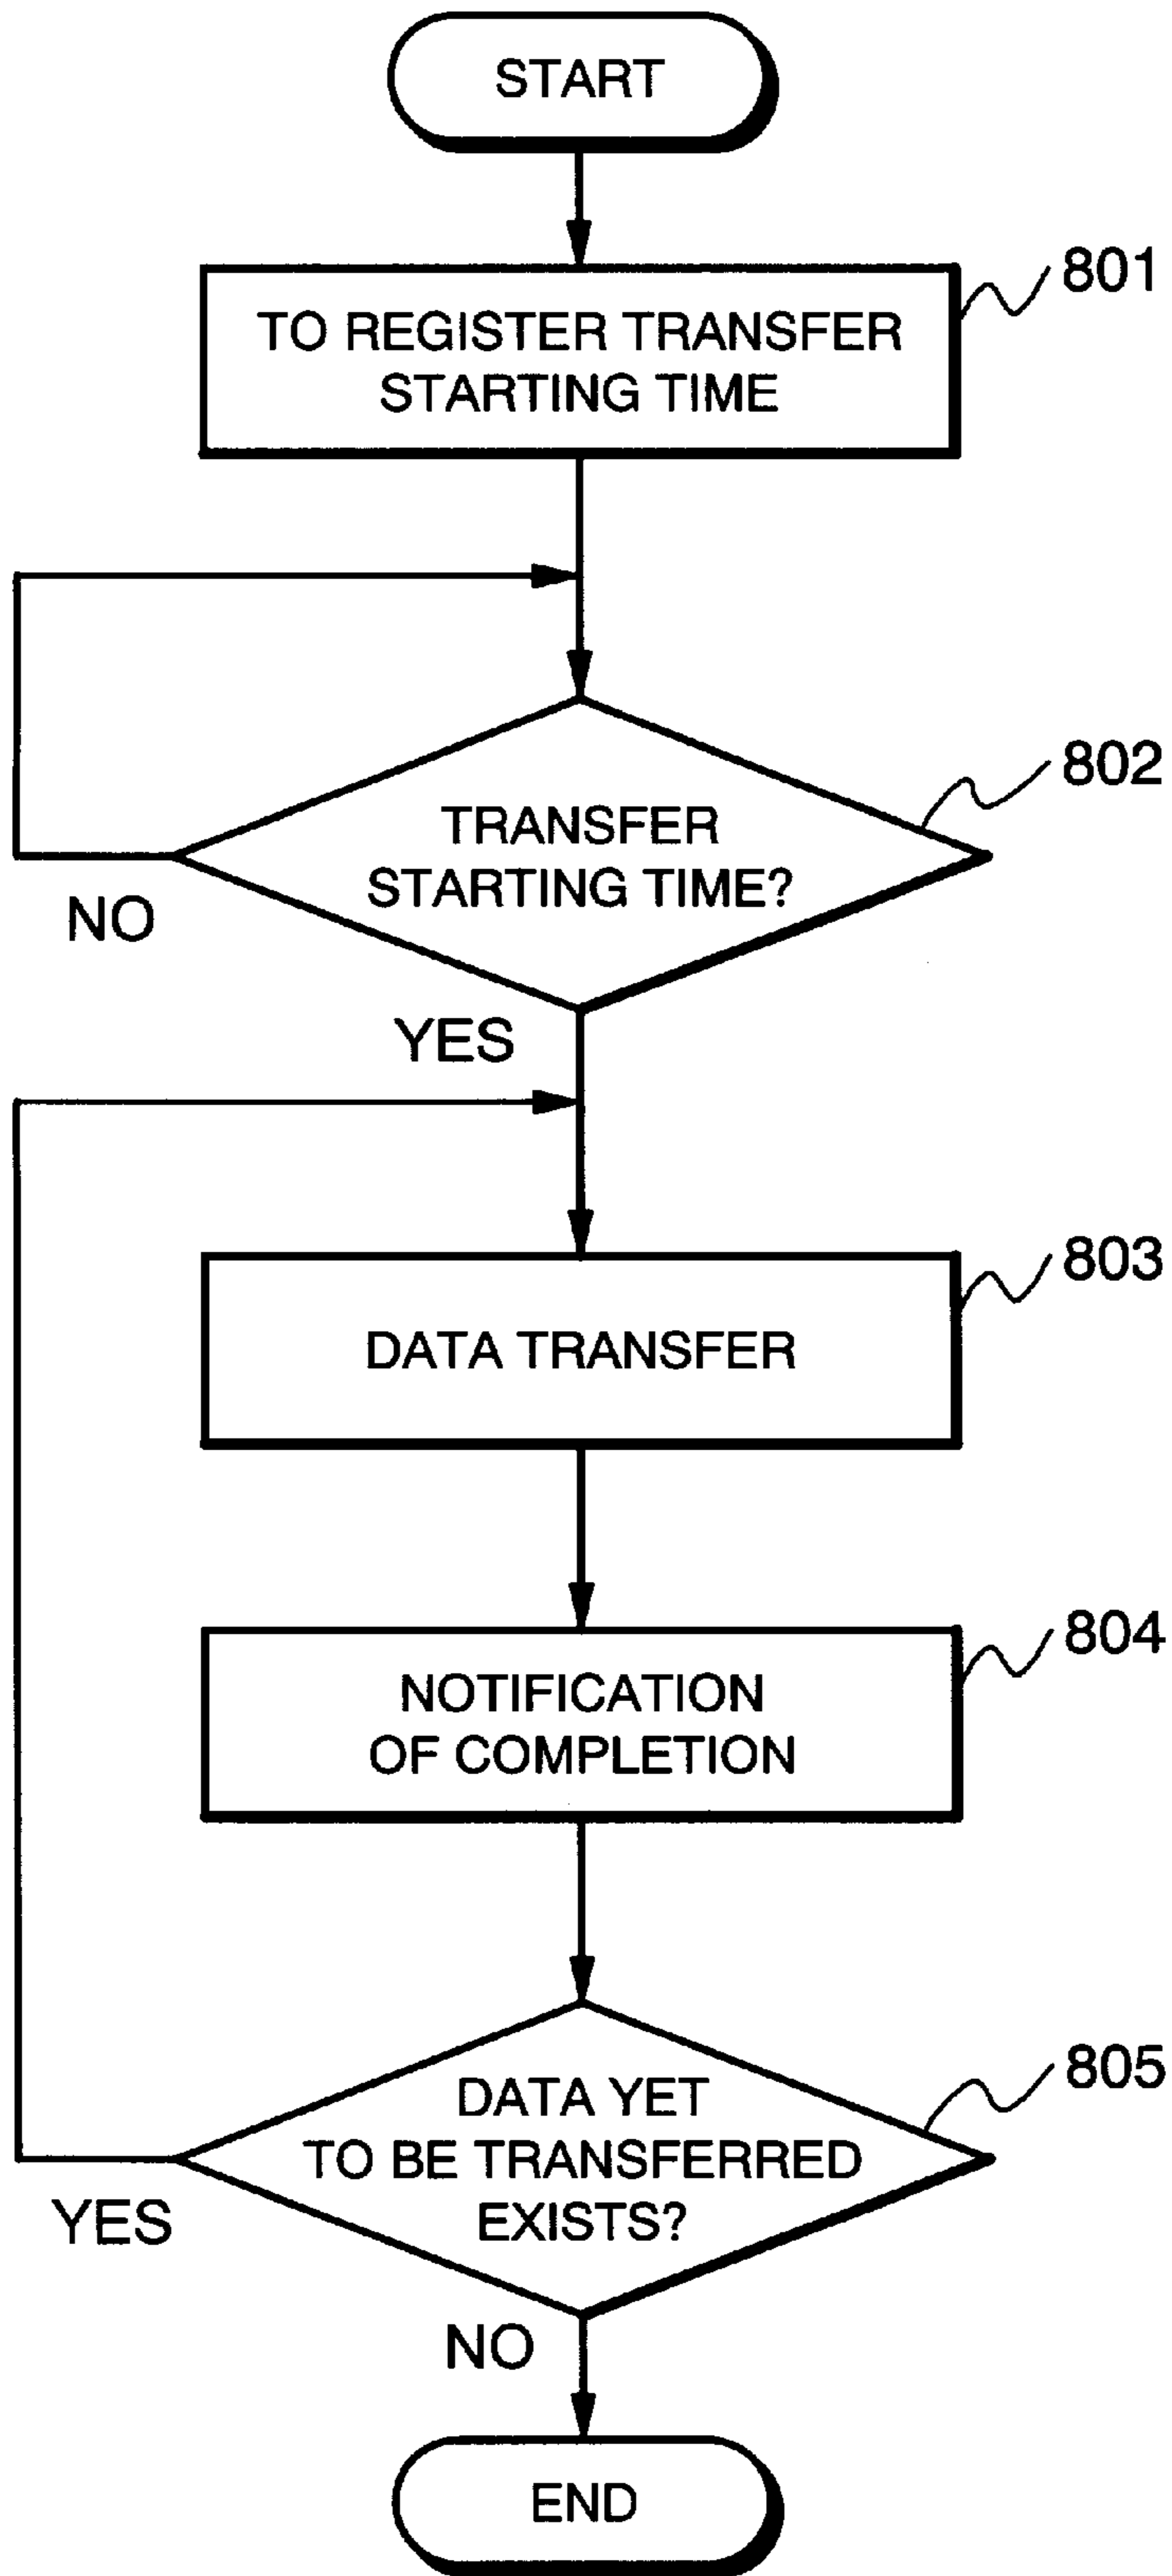 START
801
TO REGISTER TRANSFER
STARTING TIME
802
TRANSFER
STARTING TIME?
NO
YES
803
DATA TRANSFER
804
NOTIFICATION
OF COMPLETION
805
DATA YET
TO BE TRANSFERRED
EXISTS?
YES
NO
END